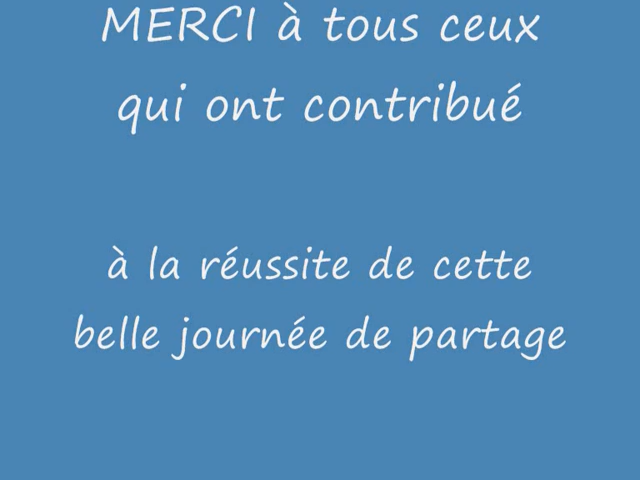 MERCI à tous ceux
qui ont contribué
à la réussite de cette
belle journée de partage